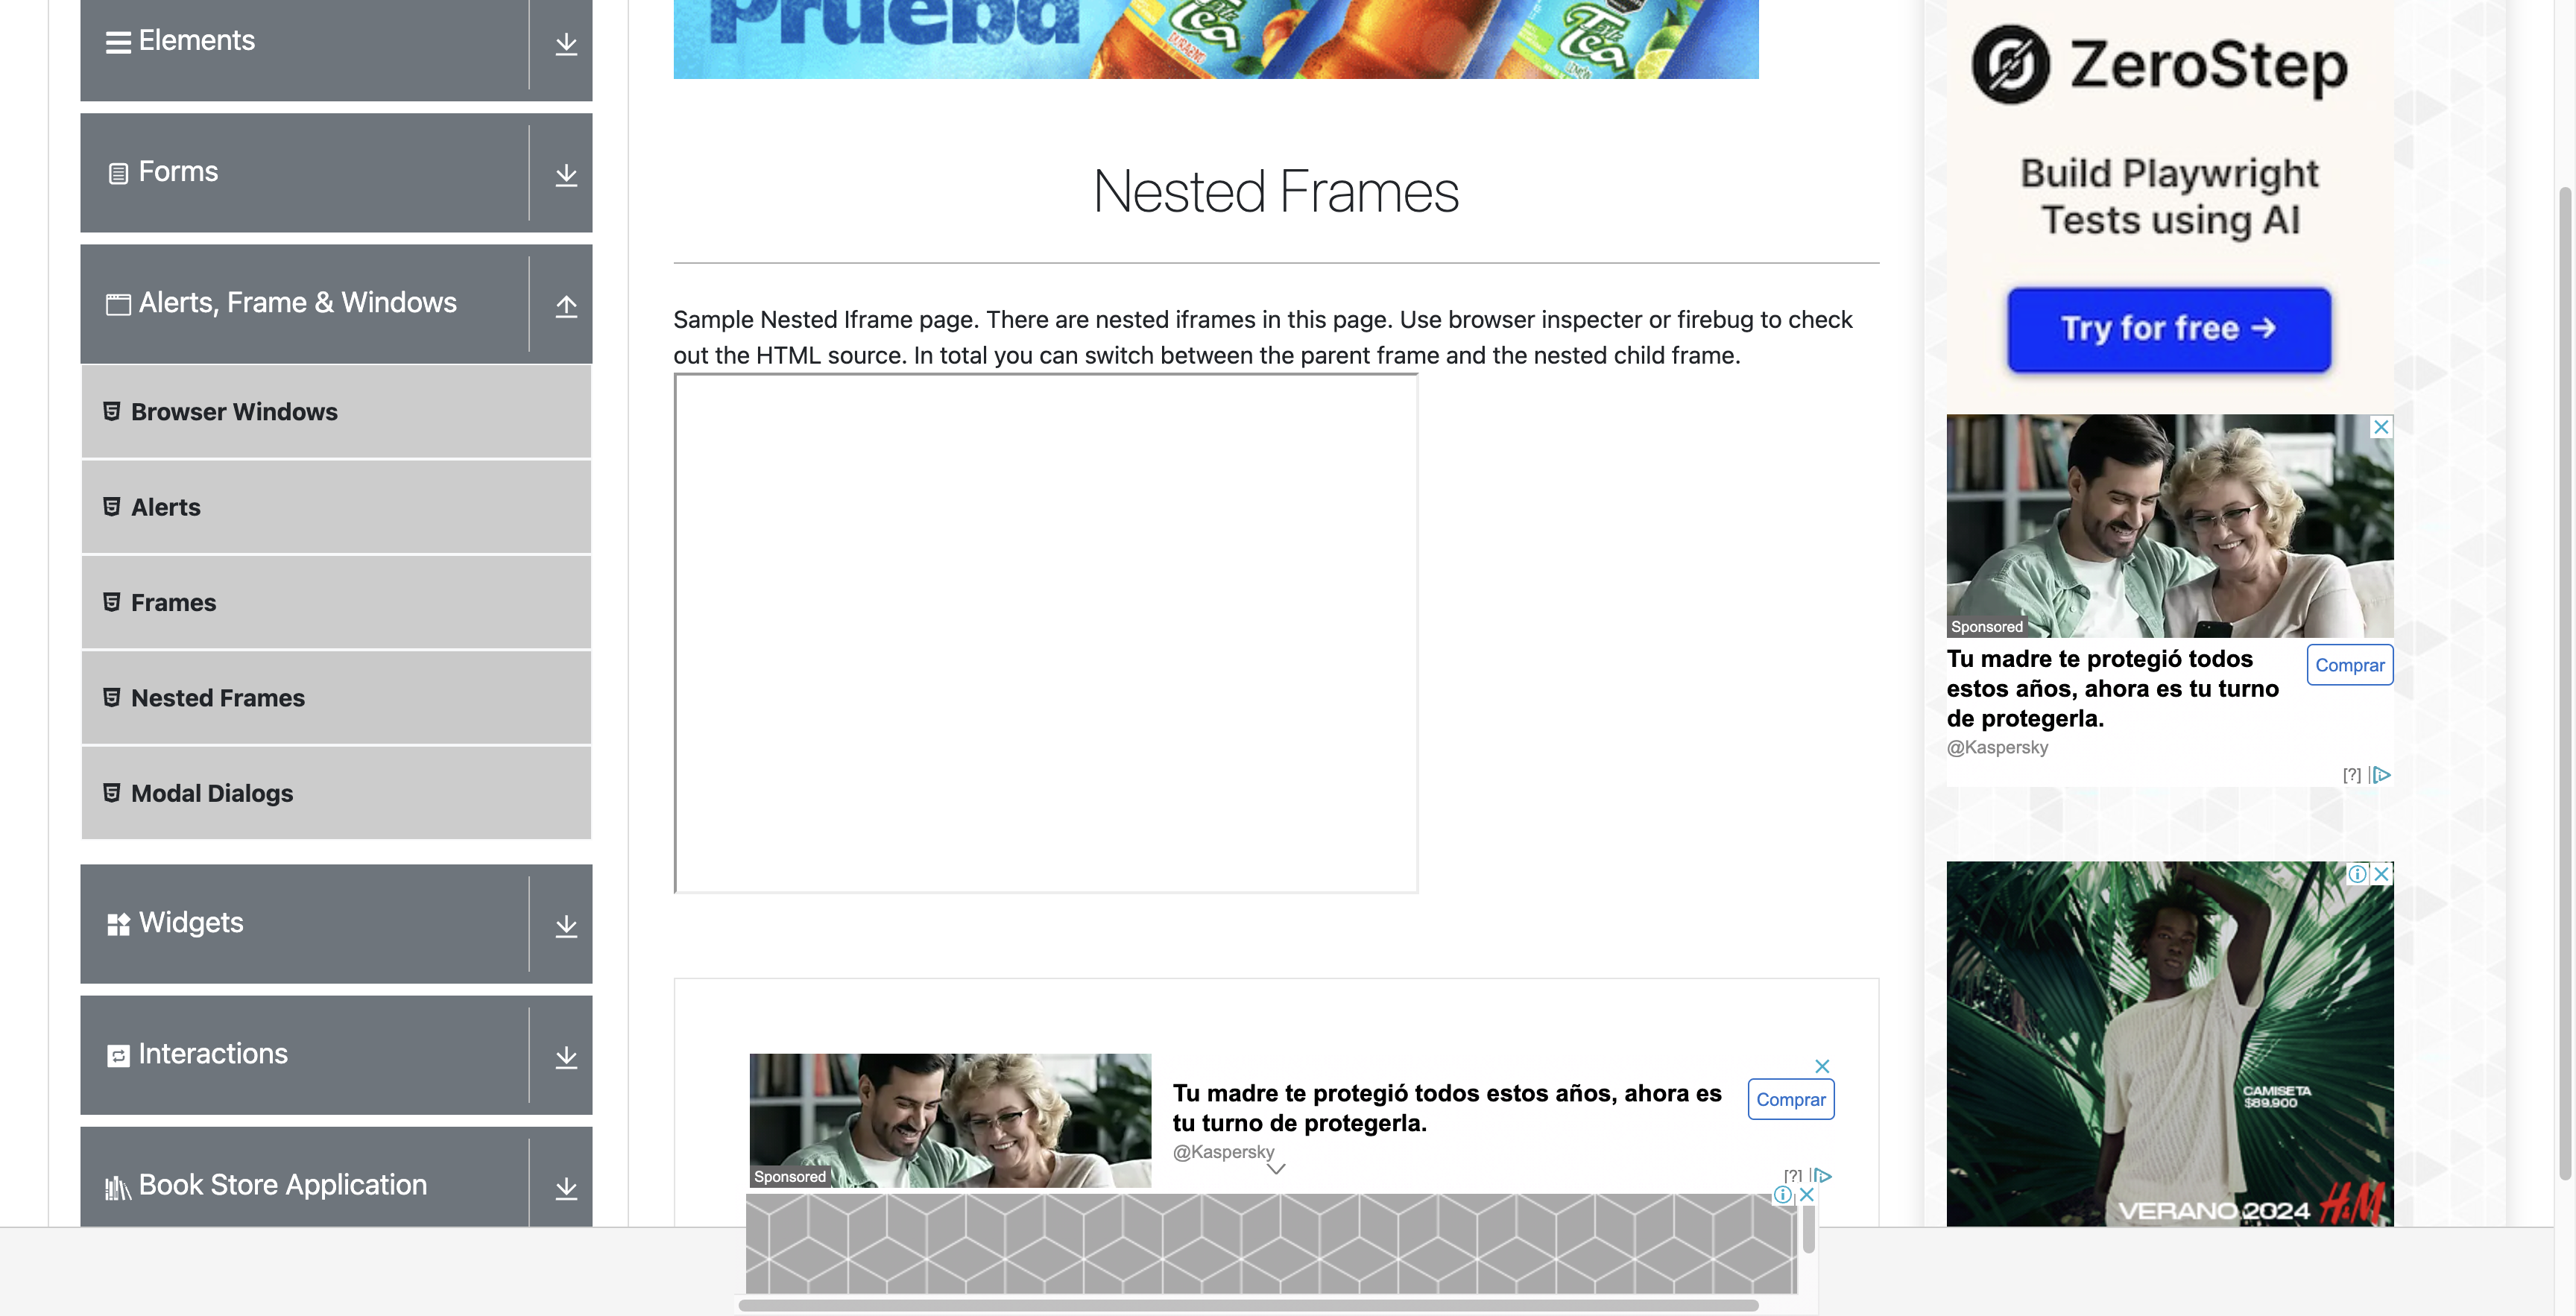 Elements
Forms
Alerts, Frame & Windows
Browser Windows
Alerts
Frames
Nested Frames
Modal Dialogs
Widgets
Interactions
Book Store Application
Prueba
Nested Frames
Sample Nested Iframe page. There are nested iframes in this page. Use browser inspecter or firebug to check
out the HTML source. In total you can switch between the parent frame and the nested child frame.
Sponsored
Tu madre te protegió todos estos años, ahora es
tu turno de protegerla.
@Kaspersky
Comprar
[?]
ZeroStep
Build Playwright
Tests using AI
Try for free →
Sponsored
Tu madre te protegió todos
estos años, ahora es tu turno
de protegerla.
@Kaspersky
Comprar
[?]
CAMISETA
$89.900
VERANO 2024 H&M